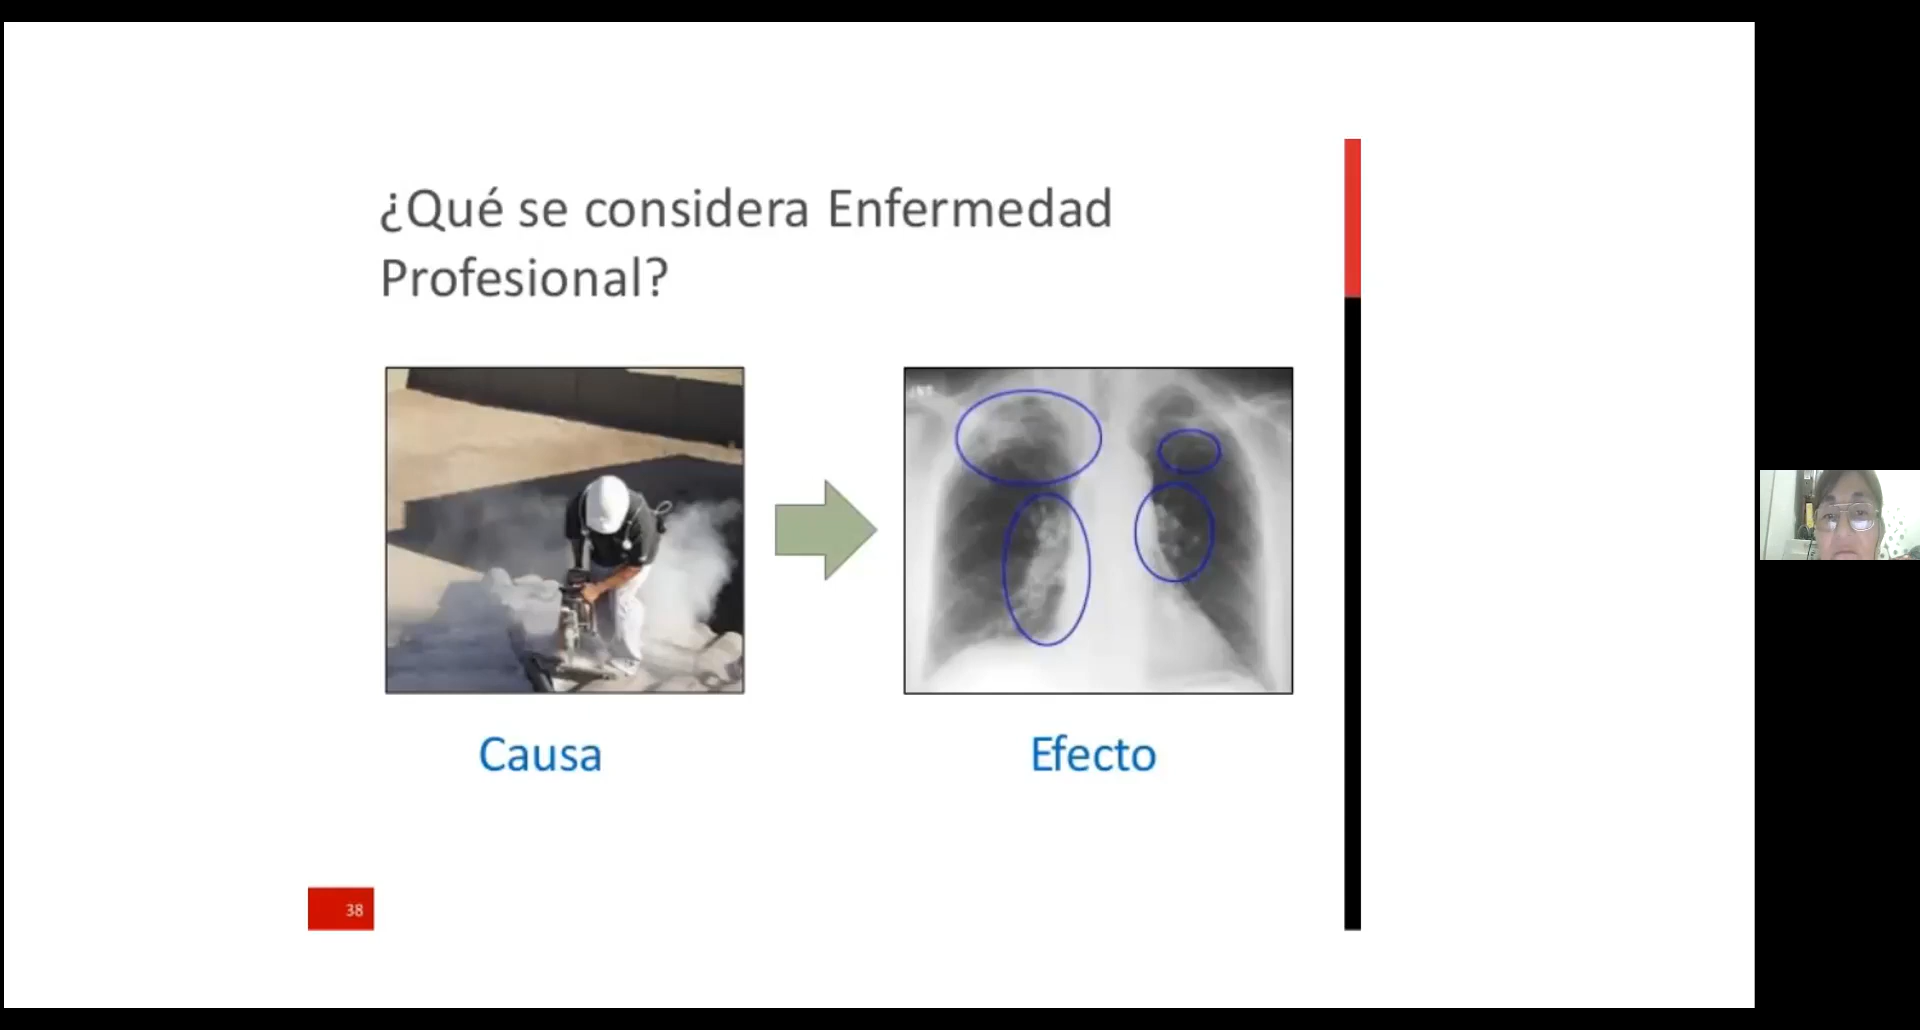 ¿Qué se considera Enfermedad
Profesional?
Causa
Efecto
38